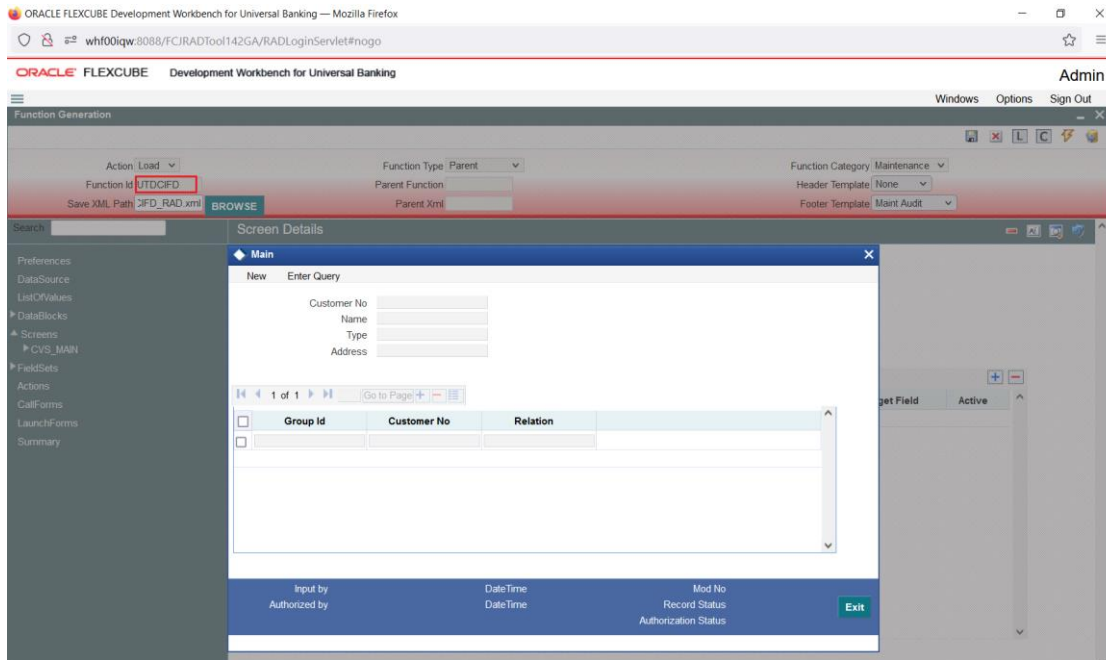 ORACLE FLEXCUBE Development Workbench for Universal Banking — Mozilla Firefox
whf00iqw:8088/FCJRADTool142GA/RADLoginServlet#nogo
ORACLE FLEXCUBE Development Workbench for Universal Banking Admin
Windows Options Sign Out
Function Generation
L C
Action Load Function Type Parent Function Category Maintenance
Function Id UTDCIFD Parent Function Header Template None
Save XML Path CIFD_RAD.xml BROWSE Parent Xml Footer Template Maint Audit
Search Screen Details
Main
Preferences
New Enter Query
DataSource
ListOfValues
Customer No
DataBlocks
Name
Screens
Type
CVS_MAIN
Address
FieldSets
Actions
1 of 1 Go to Page
CallForms
get Field Active
LaunchForms
Group Id Customer No Relation
Summary
Input by DateTime Mod No
Authorized by DateTime Record Status
Exit
Authorization Status